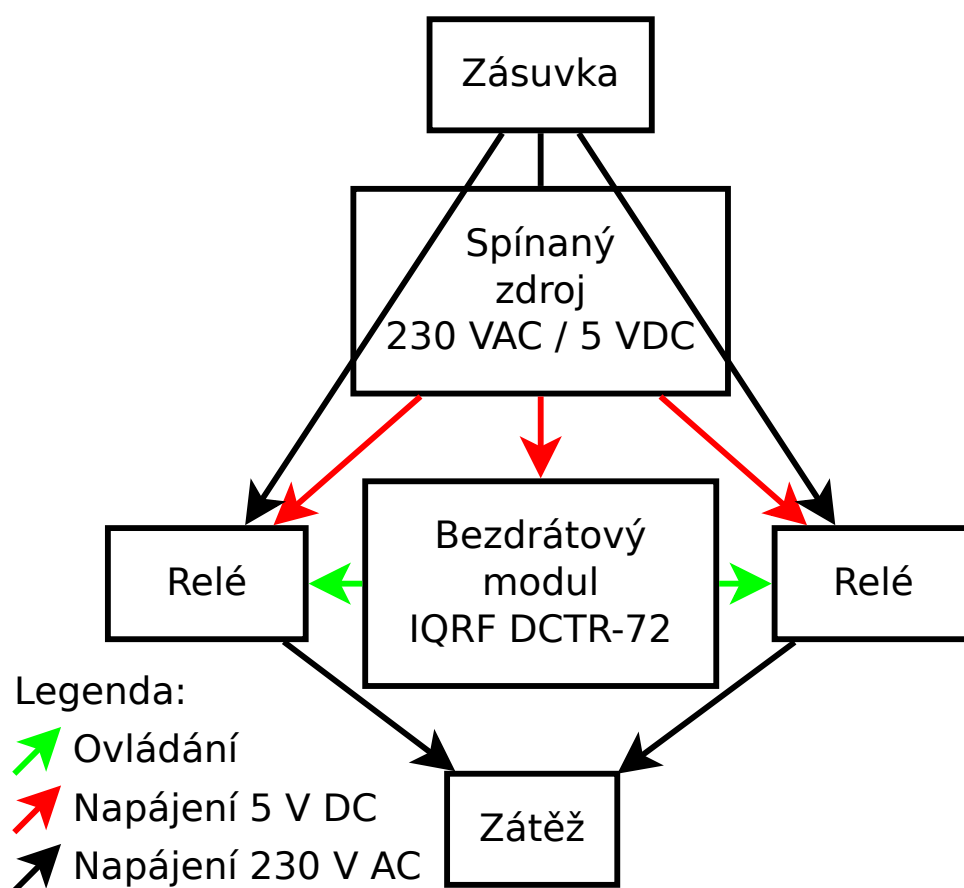 Zásuvka
Spínaný
zdroj
230 VAC / 5 VDC
Bezdrátový
modul
IQRF DCTR-72
Relé
Relé
Legenda:
Ovládání
Napájení 5 V DC
Napájení 230 V AC
Zátěž